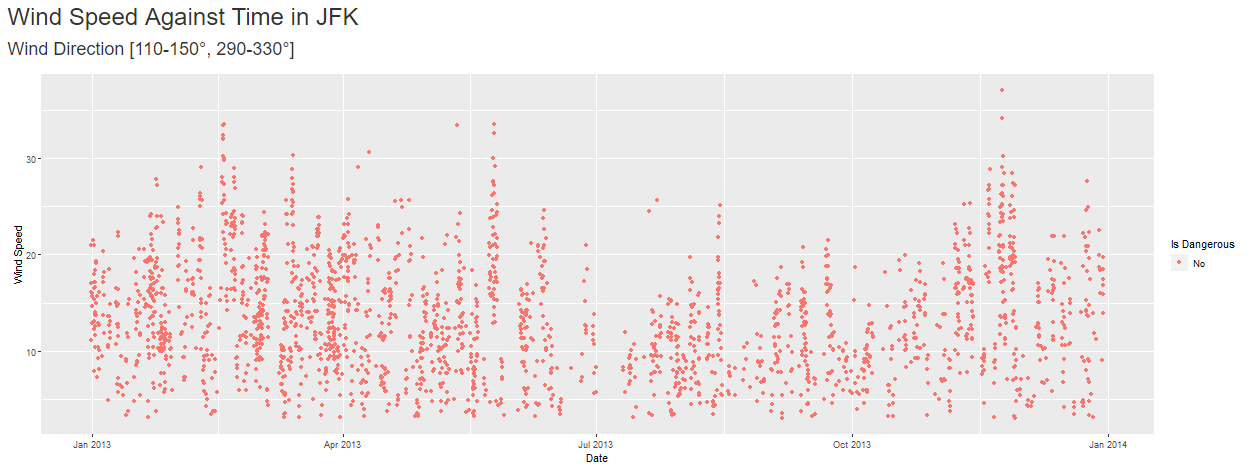 Wind Speed Against Time in JFK
Wind Direction [110-150°, 290-330°]
30
20
10
Wind Speed
Jan 2013
Apr 2013
Jul 2013
Oct 2013
Jan 2014
Date
Is Dangerous
No